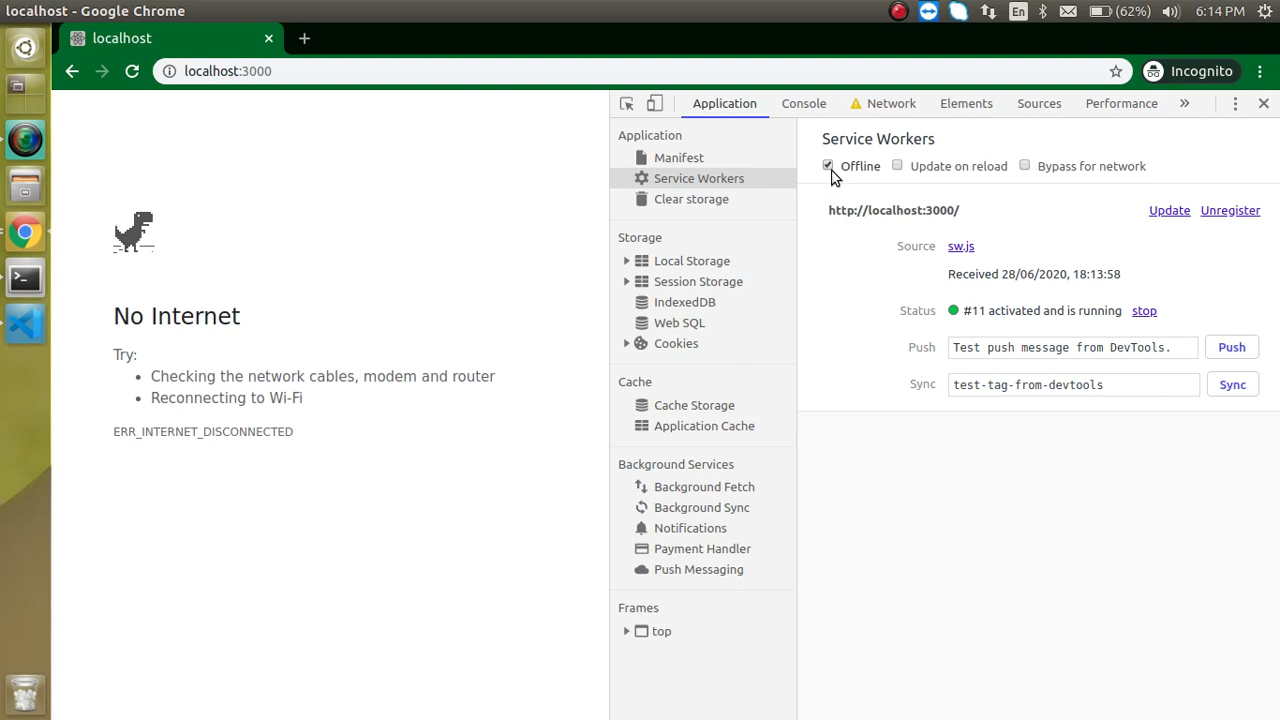 localhost - Google Chrome
En
(62%)
6:14 PM
localhost
localhost:3000
Incognito
Application
Console
Network
Elements
Sources
Performance
No Internet
Try:
Checking the network cables, modem and router
Reconnecting to Wi-Fi
ERR_INTERNET_DISCONNECTED
Application
Manifest
Service Workers
Clear storage
Storage
Local Storage
Session Storage
IndexedDB
Web SQL
Cookies
Cache
Cache Storage
Application Cache
Background Services
Background Fetch
Background Sync
Notifications
Payment Handler
Push Messaging
Frames
top
Service Workers
Offline
Update on reload
Bypass for network
http://localhost:3000/
Update
Unregister
Source sw.js
Received 28/06/2020, 18:13:58
Status #11 activated and is running stop
Push Test push message from DevTools. Push
Sync test-tag-from-devtools Sync